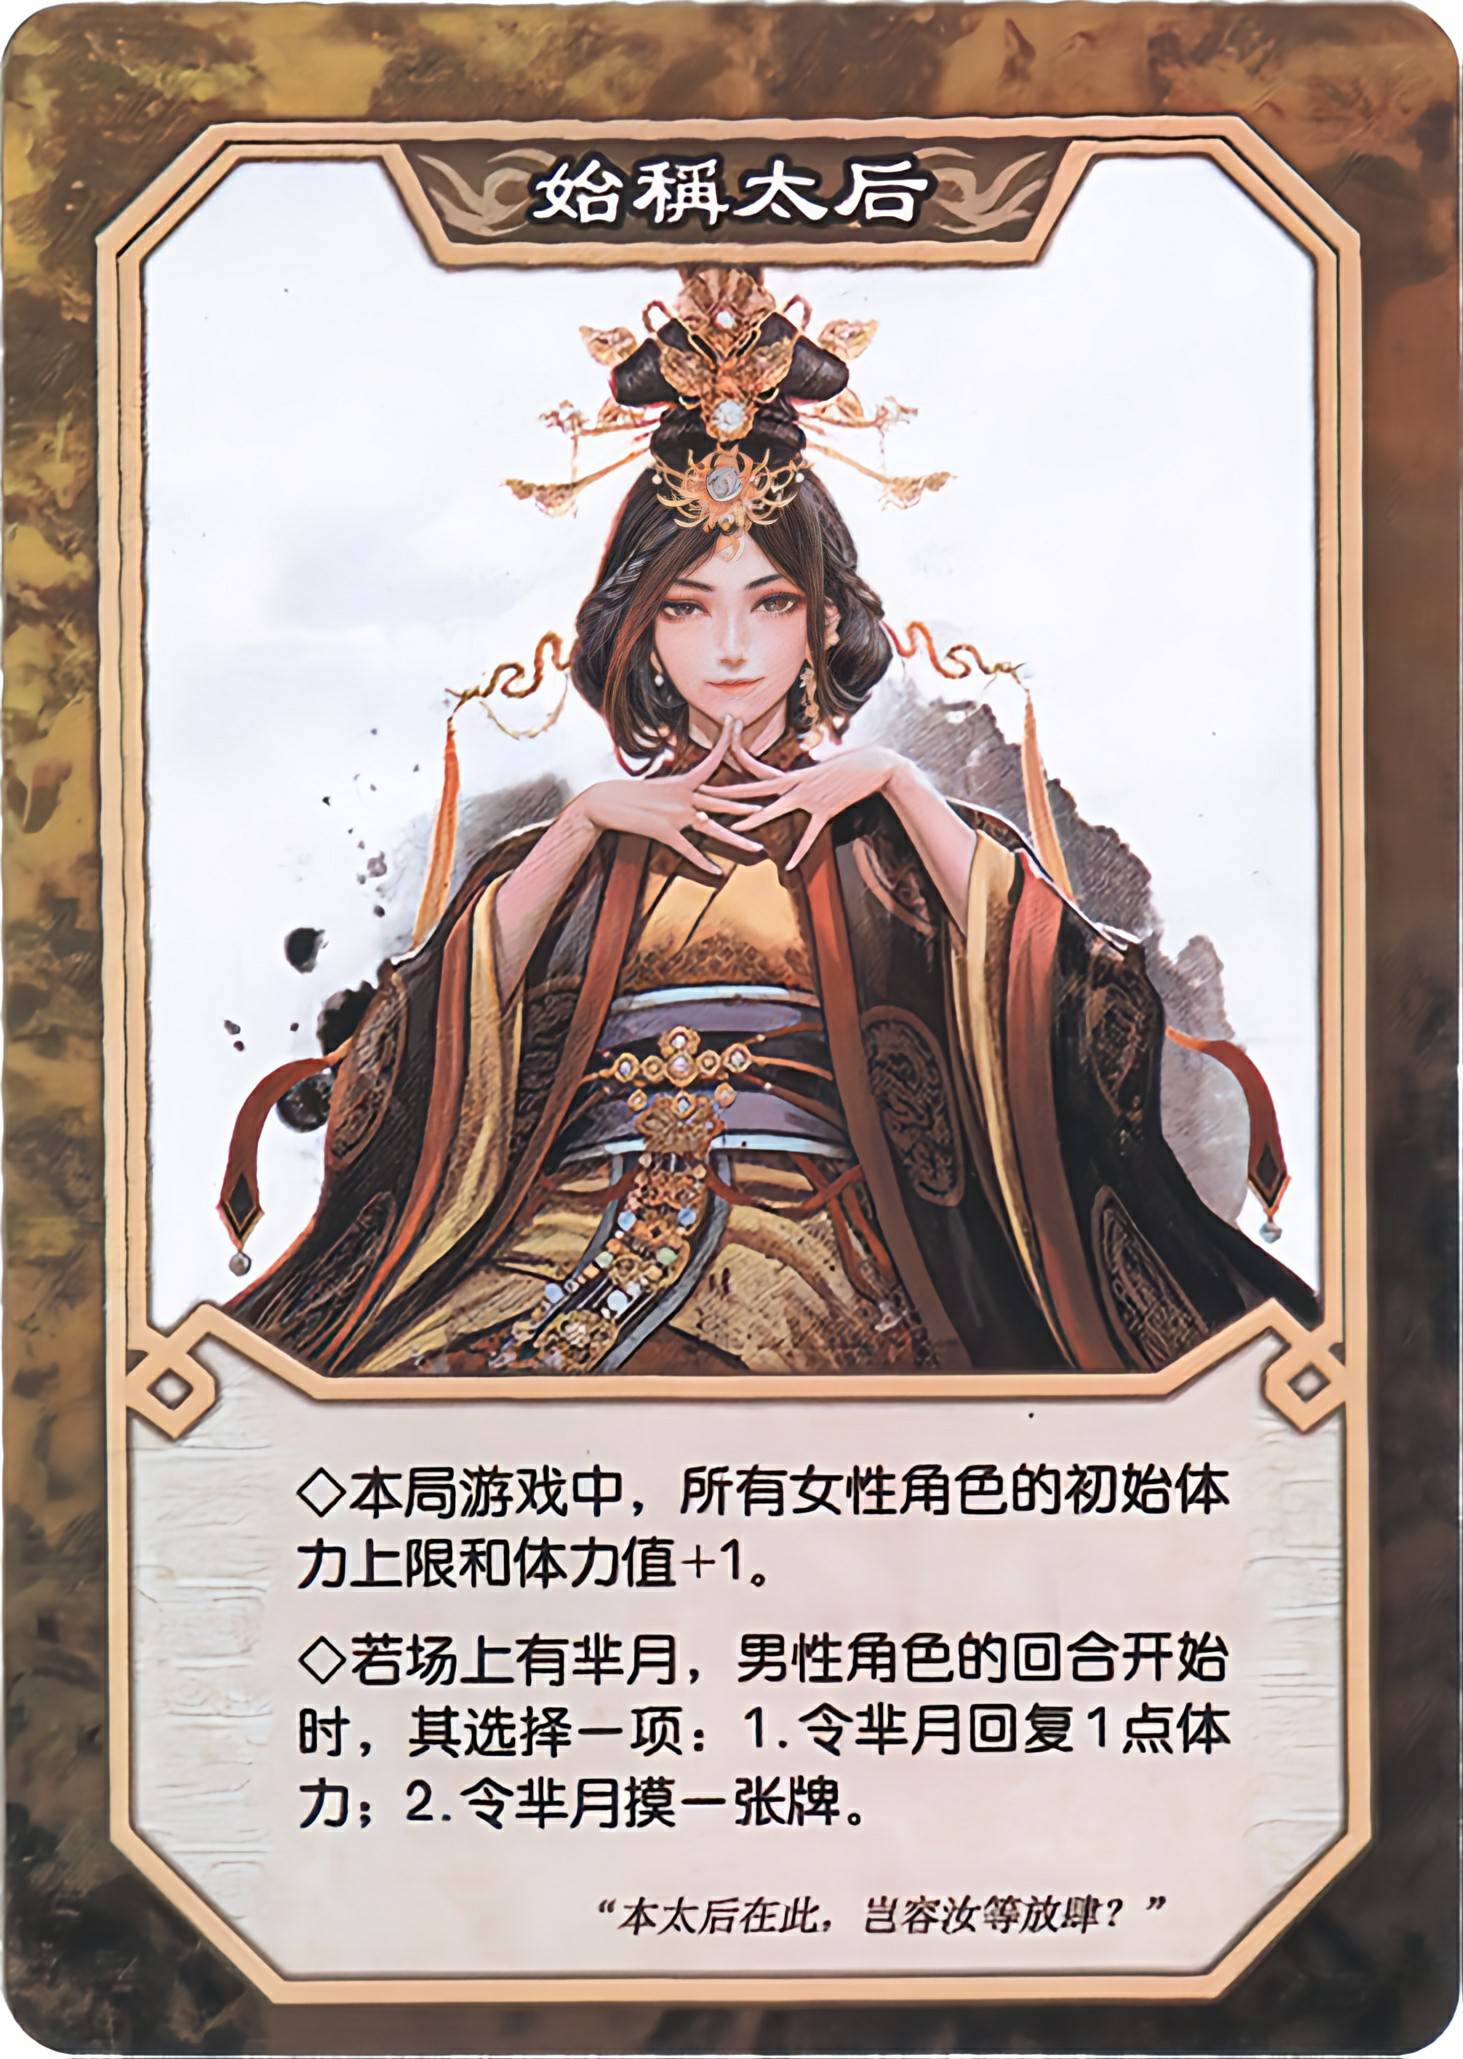 始稱太后
◇本局游戏中，所有女性角色的初始体
力上限和体力值+1。
◇若场上有芈月，男性角色的回合开始
时，其选择一项：1.令芈月回复1点体
力；2.令芈月摸一张牌。
“本太后在此，岂容汝等放肆？”